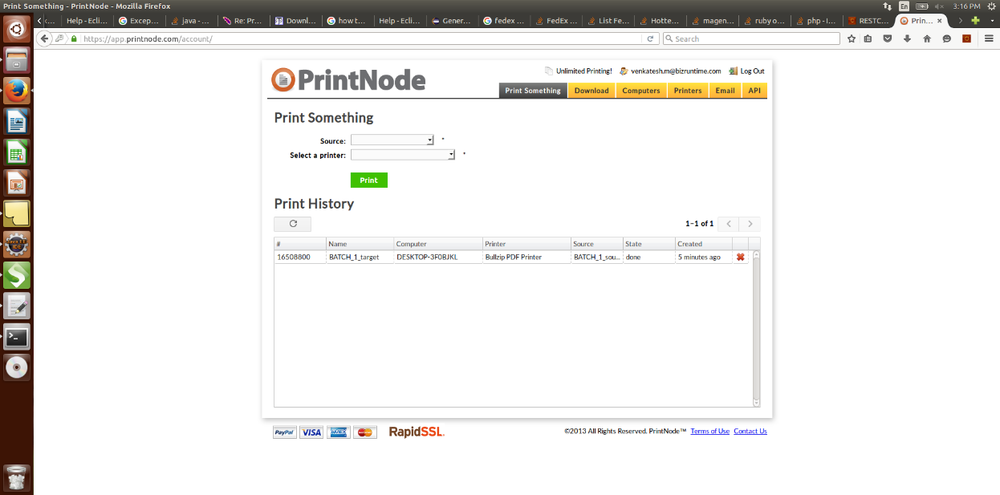 Print Something - PrintNode - Mozilla Firefox
En 3:16 PM
c... Help - Ecli... Excep... java - ... Re: Pr... Downl... how t... Help - Ecli... Gener... fedex ... FedEx ... List Fe... Hotte... magen... ruby o... php - I... RESTC... Prin...
https://app.printnode.com/account/ Search
Unlimited Printing! venkatesh.m@bizruntime.com Log Out
PrintNode
Print Something Download Computers Printers Email API
Print Something
Source: *
Select a printer: *
Print
Print History
1–1 of 1
# Name Computer Printer Source State Created
16508800 BATCH_1_target DESKTOP-3F0BJKL Bullzip PDF Printer BATCH_1_sou... done 5 minutes ago
PayPal VISA AMEX MasterCard RapidSSL. ©2013 All Rights Reserved. PrintNode™ Terms of Use Contact Us